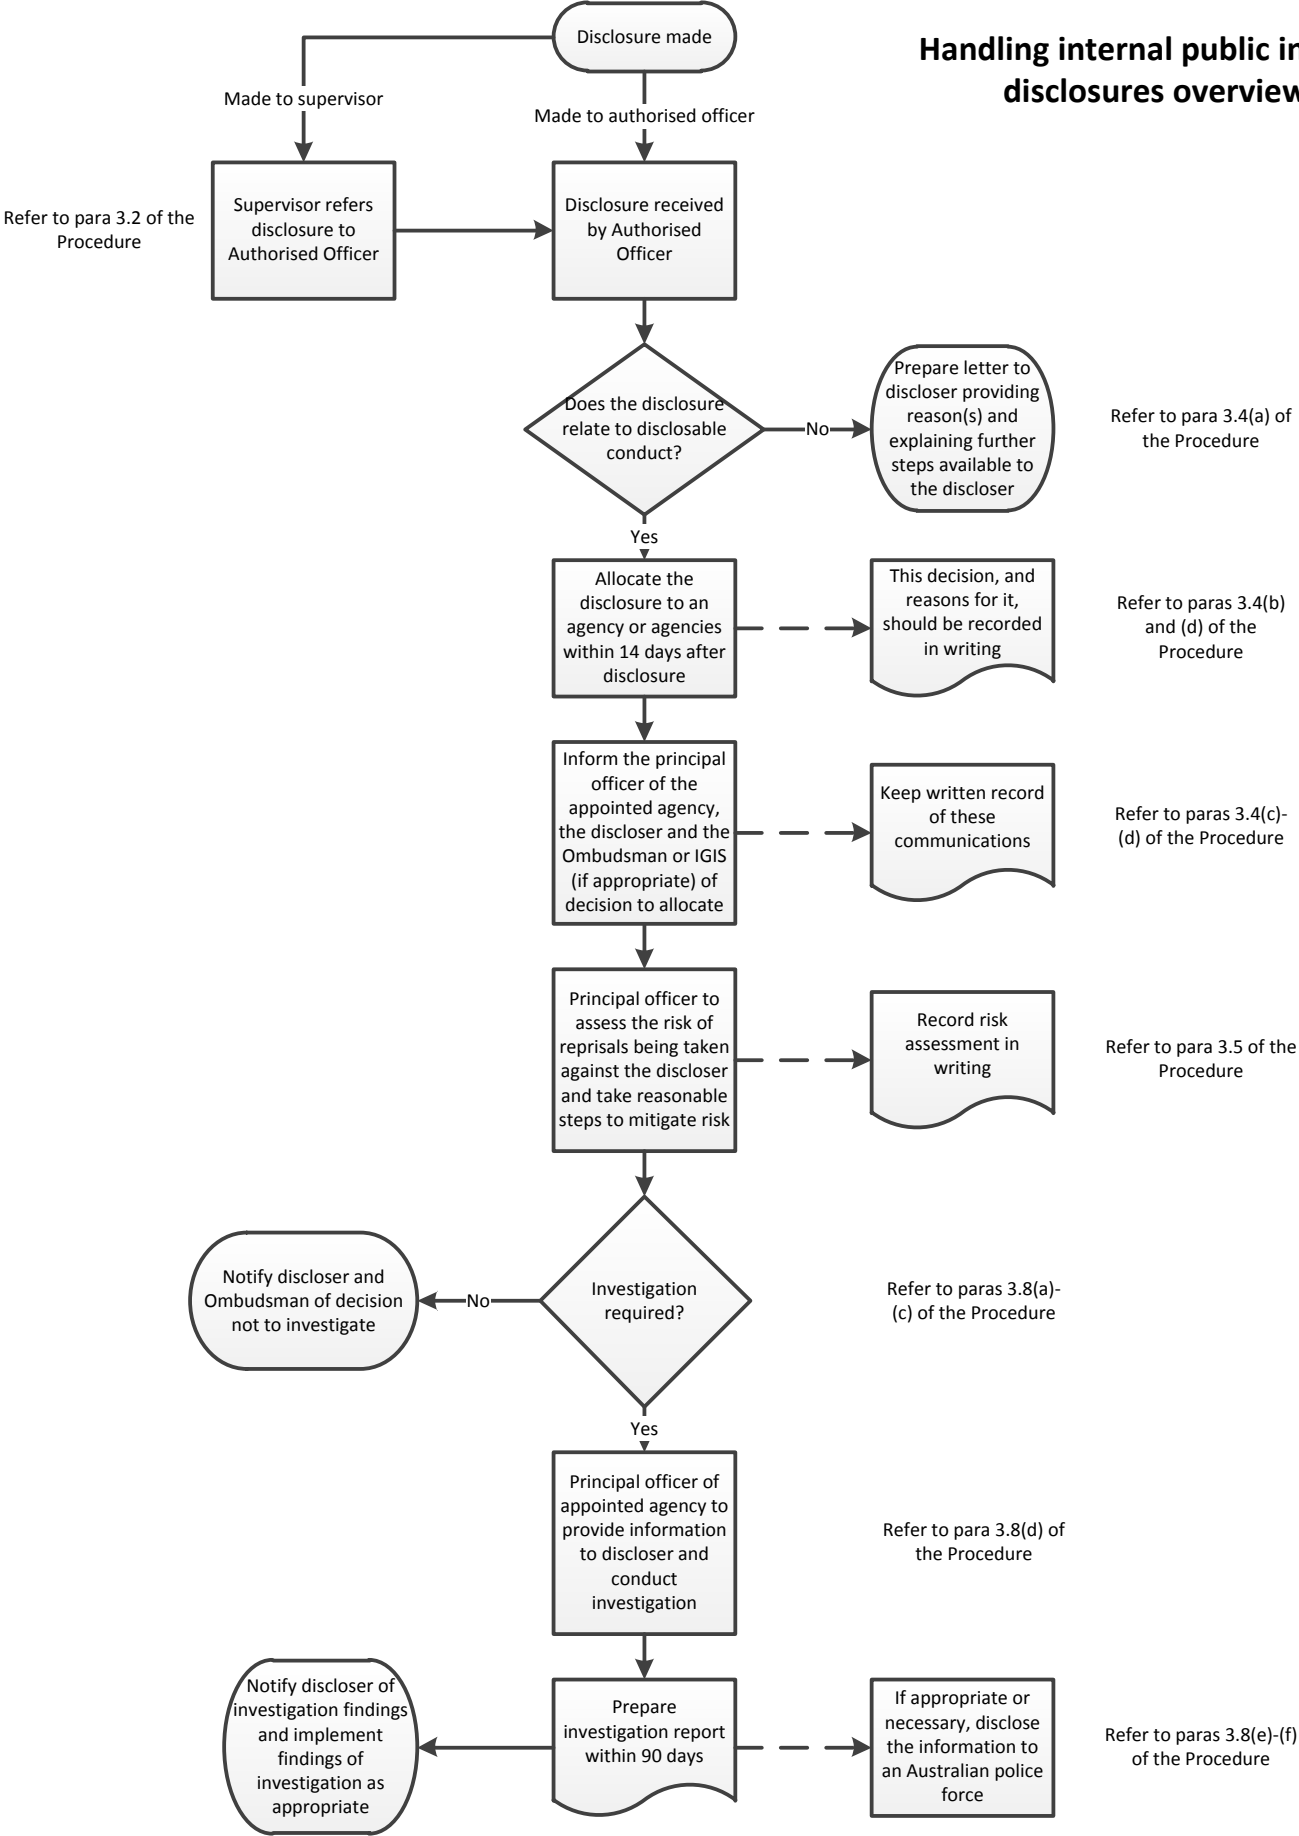 Disclosure made
Handling internal public in
disclosures overview
Made to supervisor
Made to authorised officer
Refer to para 3.2 of the
Procedure
Supervisor refers
disclosure to
Authorised Officer
Disclosure received
by Authorised
Officer
Does the disclosure
relate to disclosable
conduct?
No
Prepare letter to
discloser providing
reason(s) and
explaining further
steps available to
the discloser
Refer to para 3.4(a) of
the Procedure
Yes
Allocate the
disclosure to an
agency or agencies
within 14 days after
disclosure
This decision, and
reasons for it,
should be recorded
in writing
Refer to paras 3.4(b)
and (d) of the
Procedure
Inform the principal
officer of the
appointed agency,
the discloser and the
Ombudsman or IGIS
(if appropriate) of
decision to allocate
Keep written record
of these
communications
Refer to paras 3.4(c)-
(d) of the Procedure
Principal officer to
assess the risk of
reprisals being taken
against the discloser
and take reasonable
steps to mitigate risk
Record risk
assessment in
writing
Refer to para 3.5 of the
Procedure
Notify discloser and
Ombudsman of decision
not to investigate
No
Investigation
required?
Refer to paras 3.8(a)-
(c) of the Procedure
Yes
Principal officer of
appointed agency to
provide information
to discloser and
conduct
investigation
Refer to para 3.8(d) of
the Procedure
Notify discloser of
investigation findings
and implement
findings of
investigation as
appropriate
Prepare
investigation report
within 90 days
If appropriate or
necessary, disclose
the information to
an Australian police
force
Refer to paras 3.8(e)-(f)
of the Procedure